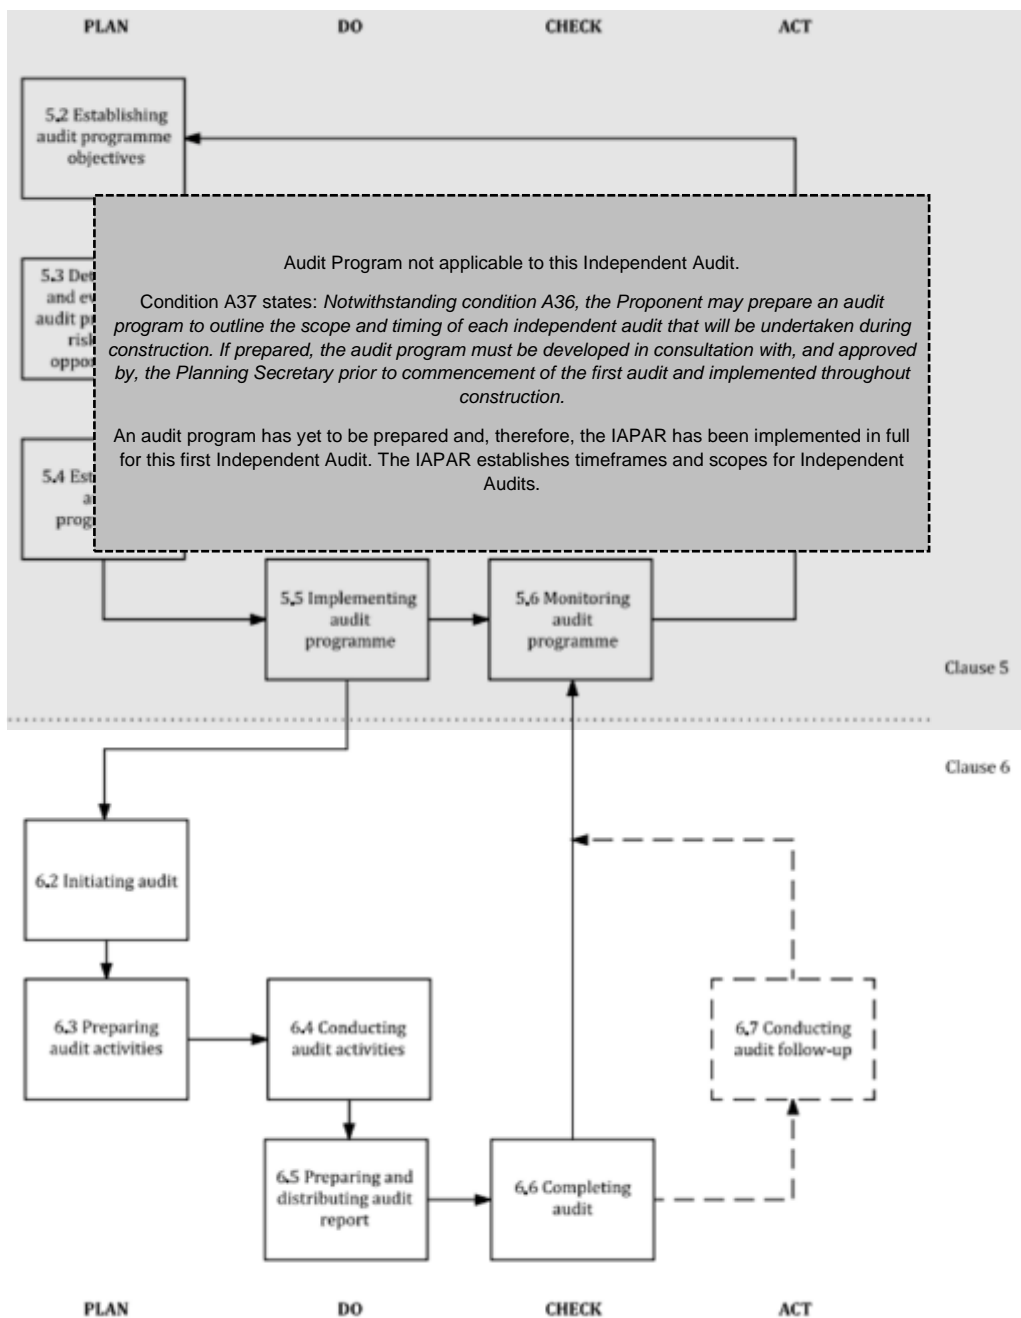 PLAN DO CHECK ACT
5.2 Establishing
audit programme
objectives
Audit Program not applicable to this Independent Audit.
Condition A37 states: Notwithstanding condition A36, the Proponent may prepare an audit
program to outline the scope and timing of each independent audit that will be undertaken during
construction. If prepared, the audit program must be developed in consultation with, and approved
by, the Planning Secretary prior to commencement of the first audit and implemented throughout
construction.
An audit program has yet to be prepared and, therefore, the IAPAR has been implemented in full
for this first Independent Audit. The IAPAR establishes timeframes and scopes for Independent
Audits.
5.3
and
audit
5.4
5.5 Implementing
audit
programme
5.6 Monitoring
audit
programme
Clause 5
Clause 6
6.2 Initiating audit
6.3 Preparing
audit activities
6.4 Conducting
audit activities
6.7 Conducting
audit follow-up
6.5 Preparing and
distributing audit
report
6.6 Completing
audit
PLAN DO CHECK ACT